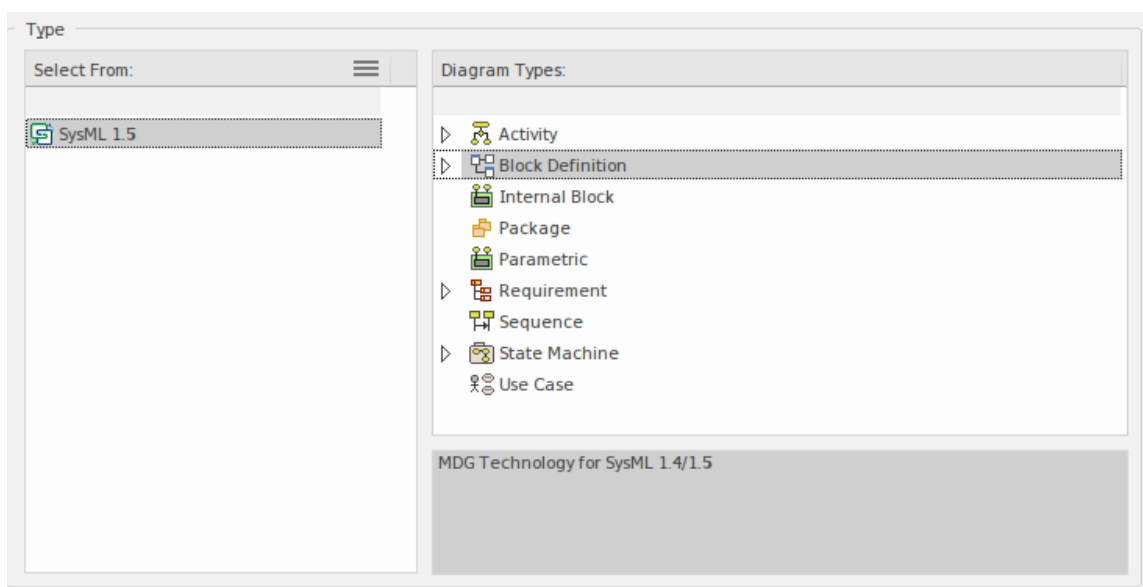 Type
Select From:
SysML 1.5
Diagram Types:
Activity
Block Definition
Internal Block
Package
Parametric
Requirement
Sequence
State Machine
Use Case
MDG Technology for SysML 1.4/1.5